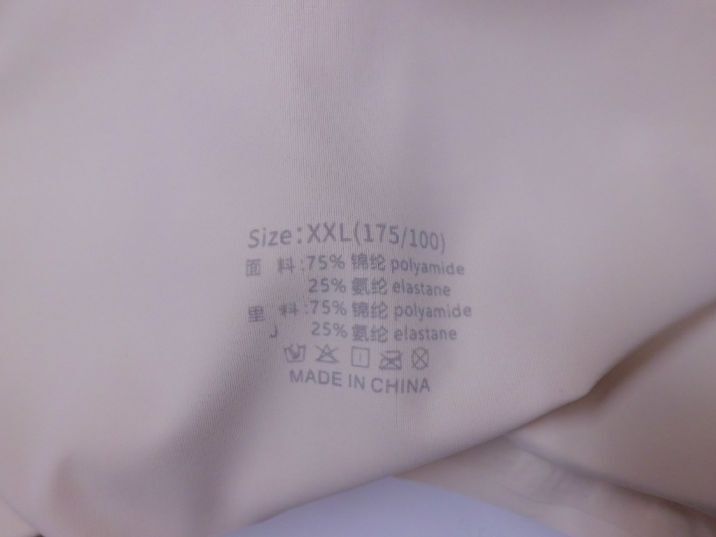 Size:XXL(175/100)
面 料:75% 锦纶 polyamide
25% 氨纶 elastane
里 料:75% 锦纶 polyamide
25% 氨纶 elastane
MADE IN CHINA